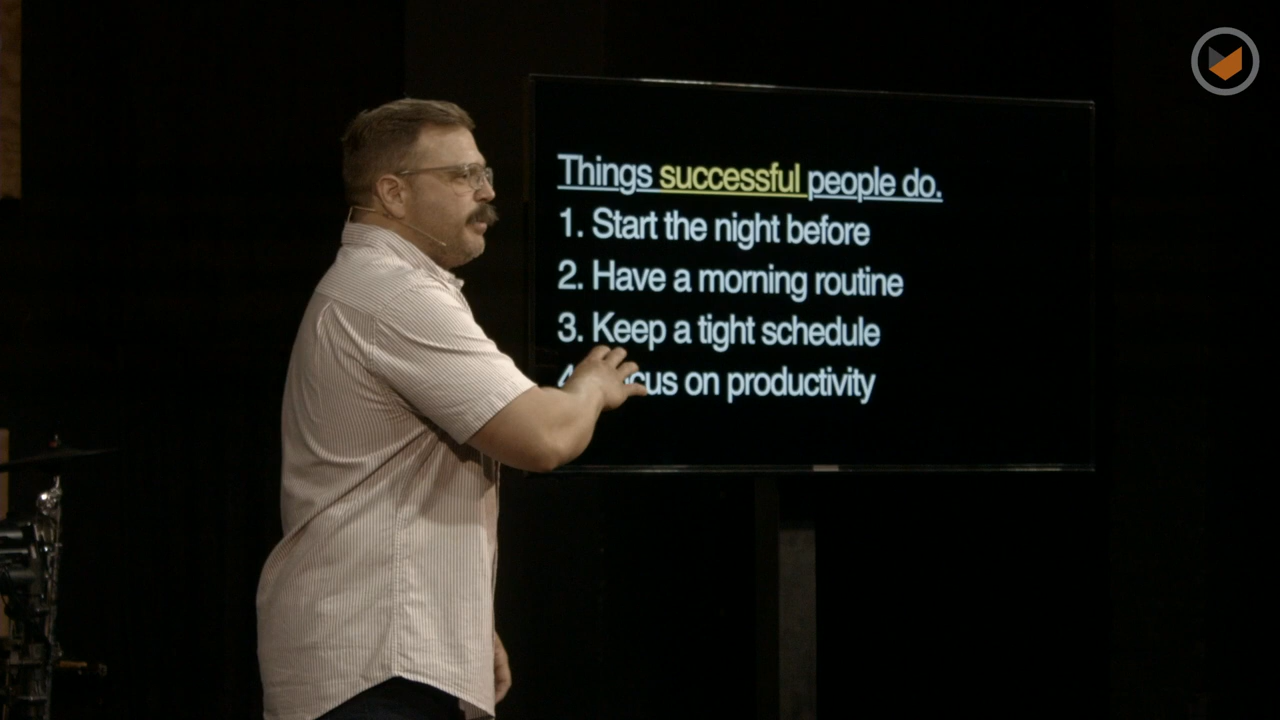 Things successful people do.
1. Start the night before
2. Have a morning routine
3. Keep a tight schedule
cus on productivity